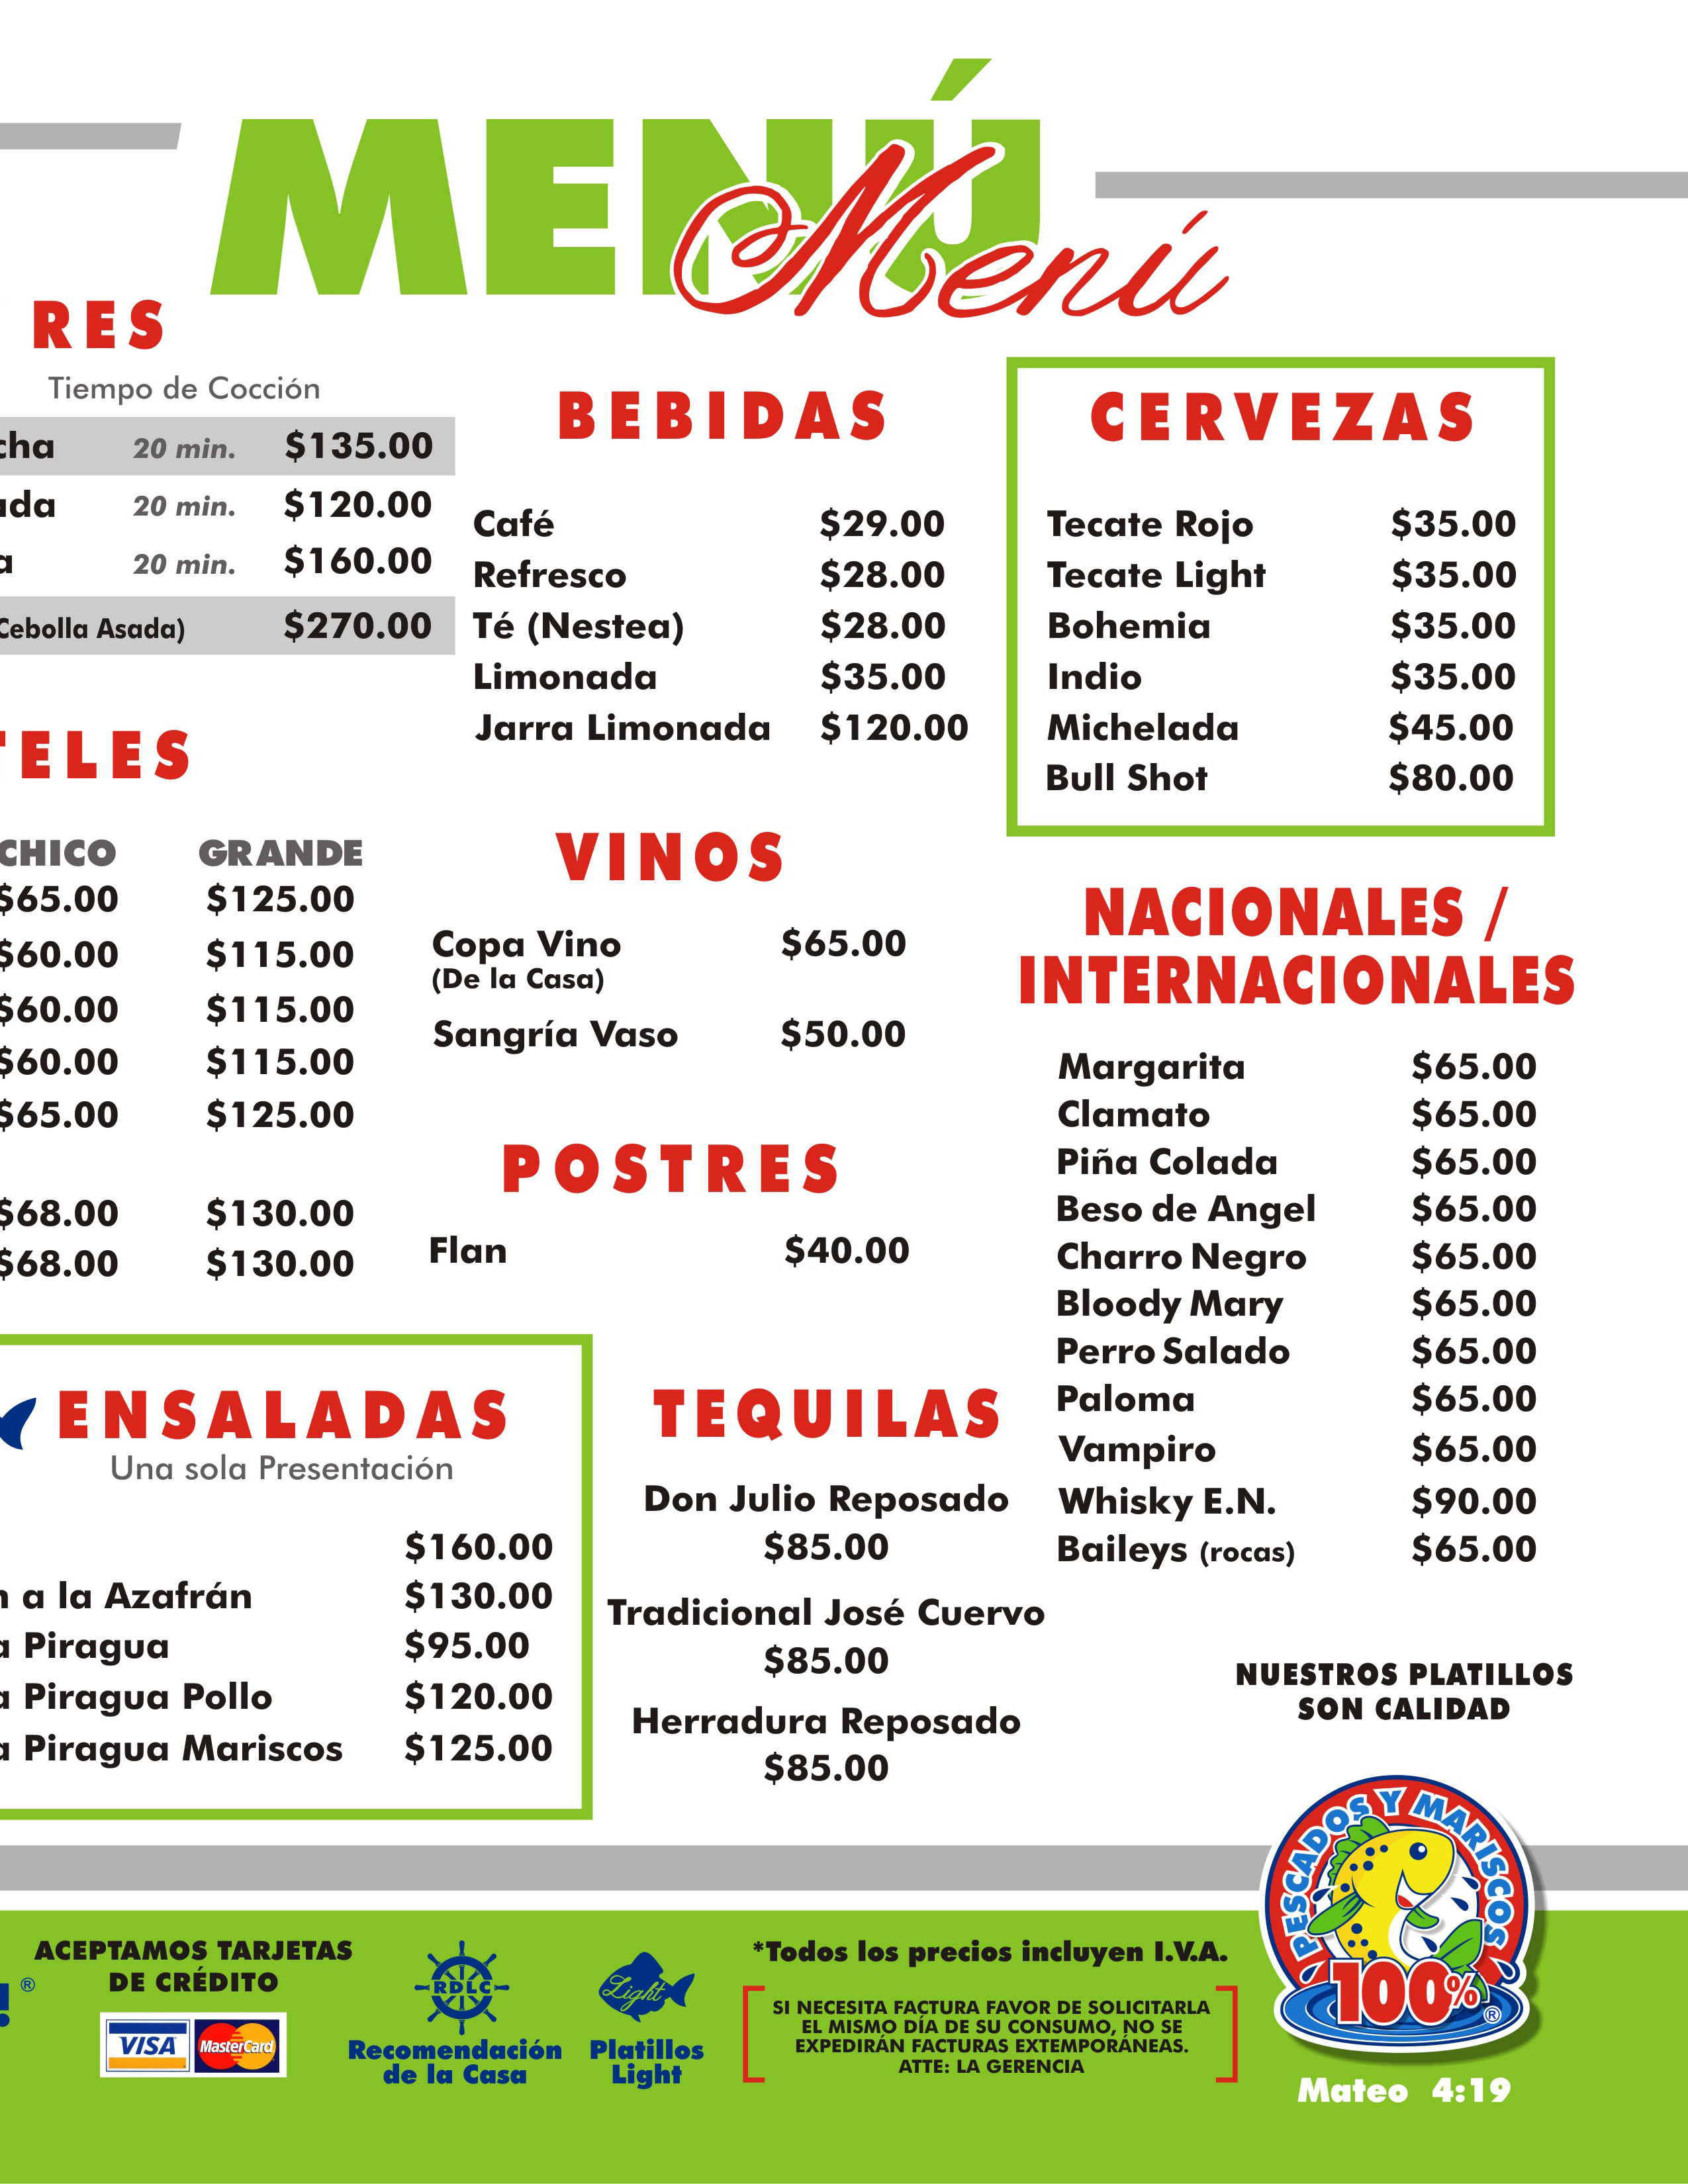 MENÚ
Menú
RES
Tiempo de Cocción
cha 20 min. $135.00
ada 20 min. $120.00
a 20 min. $160.00
Cebolla Asada) $270.00
TELES
CHICO GRANDE
$65.00 $125.00
$60.00 $115.00
$60.00 $115.00
$60.00 $115.00
$65.00 $125.00
$68.00 $130.00
$68.00 $130.00
ENSALADAS
Una sola Presentación
$160.00
n a la Azafrán $130.00
a Piragua $95.00
a Piragua Pollo $120.00
a Piragua Mariscos $125.00
BEBIDAS
Café $29.00
Refresco $28.00
Té (Nestea) $28.00
Limonada $35.00
Jarra Limonada $120.00
VINOS
Copa Vino $65.00
(De la Casa)
Sangría Vaso $50.00
POSTRES
Flan $40.00
TEQUILAS
Don Julio Reposado
$85.00
Tradicional José Cuervo
$85.00
Herradura Reposado
$85.00
CERVEZAS
Tecate Rojo $35.00
Tecate Light $35.00
Bohemia $35.00
Indio $35.00
Michelada $45.00
Bull Shot $80.00
NACIONALES /
INTERNACIONALES
Margarita $65.00
Clamato $65.00
Piña Colada $65.00
Beso de Angel $65.00
Charro Negro $65.00
Bloody Mary $65.00
Perro Salado $65.00
Paloma $65.00
Vampiro $65.00
Whisky E.N. $90.00
Baileys (rocas) $65.00
NUESTROS PLATILLOS
SON CALIDAD
PESCADOS Y MARISCOS
100% ®
Mateo 4:19
! ®
ACEPTAMOS TARJETAS
DE CRÉDITO
VISA MasterCard
RDLC
Recomendación
de la Casa
Light
Platillos
Light
*Todos los precios incluyen I.V.A.
SI NECESITA FACTURA FAVOR DE SOLICITARLA
EL MISMO DÍA DE SU CONSUMO, NO SE
EXPEDIRÁN FACTURAS EXTEMPORÁNEAS.
ATTE: LA GERENCIA